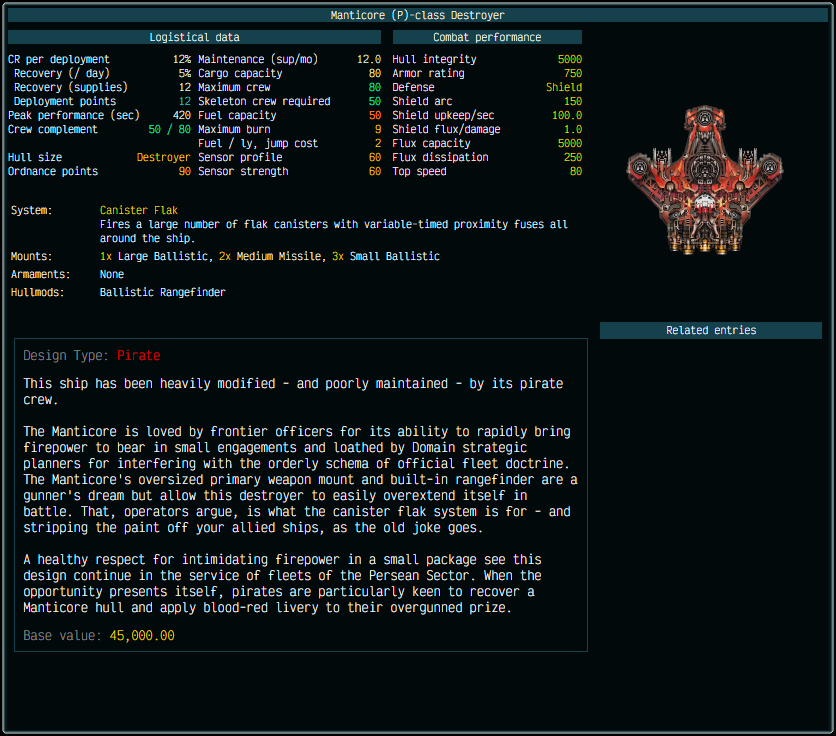 Manticore (P)-class Destroyer
Logistical data
Combat performance
CR per deployment 12% Maintenance (sup/mo) 12.0 Hull integrity 5000
Recovery (/ day) 5% Cargo capacity 80 Armor rating 750
Recovery (supplies) 12 Maximum crew 80 Defense Shield
Deployment points 12 Skeleton crew required 50 Shield arc 150
Peak performance (sec) 420 Fuel capacity 50 Shield upkeep/sec 100.0
Crew complement 50 / 80 Maximum burn 9 Shield flux/damage 1.0
Fuel / ly, jump cost 2 Flux capacity 5000
Hull size Destroyer Sensor profile 60 Flux dissipation 250
Ordnance points 90 Sensor strength 60 Top speed 80
System: Canister Flak
Fires a large number of flak canisters with variable-timed proximity fuses all
around the ship.
Mounts: 1x Large Ballistic, 2x Medium Missile, 3x Small Ballistic
Armaments: None
Hullmods: Ballistic Rangefinder
Related entries
Design Type: Pirate
This ship has been heavily modified - and poorly maintained - by its pirate
crew.
The Manticore is loved by frontier officers for its ability to rapidly bring
firepower to bear in small engagements and loathed by Domain strategic
planners for interfering with the orderly schema of official fleet doctrine.
The Manticore's oversized primary weapon mount and built-in rangefinder are a
gunner's dream but allow this destroyer to easily overextend itself in
battle. That, operators argue, is what the canister flak system is for - and
stripping the paint off your allied ships, as the old joke goes.
A healthy respect for intimidating firepower in a small package see this
design continue in the service of fleets of the Persean Sector. When the
opportunity presents itself, pirates are particularly keen to recover a
Manticore hull and apply blood-red livery to their overgunned prize.
Base value: 45,000.00